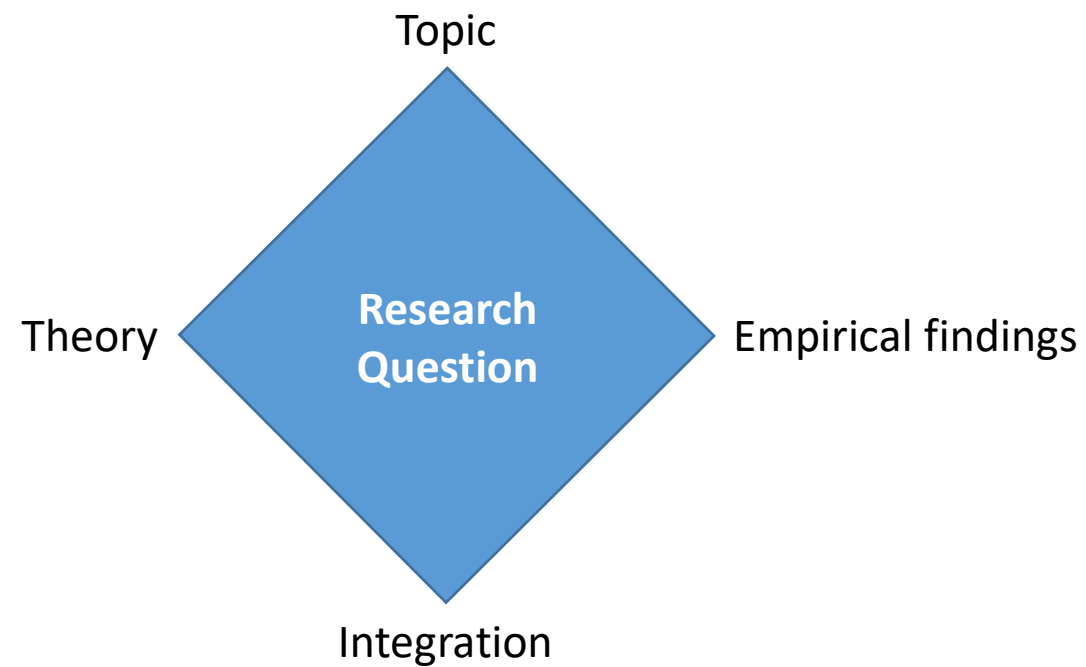 Topic
Theory
Research
Question
Empirical findings
Integration